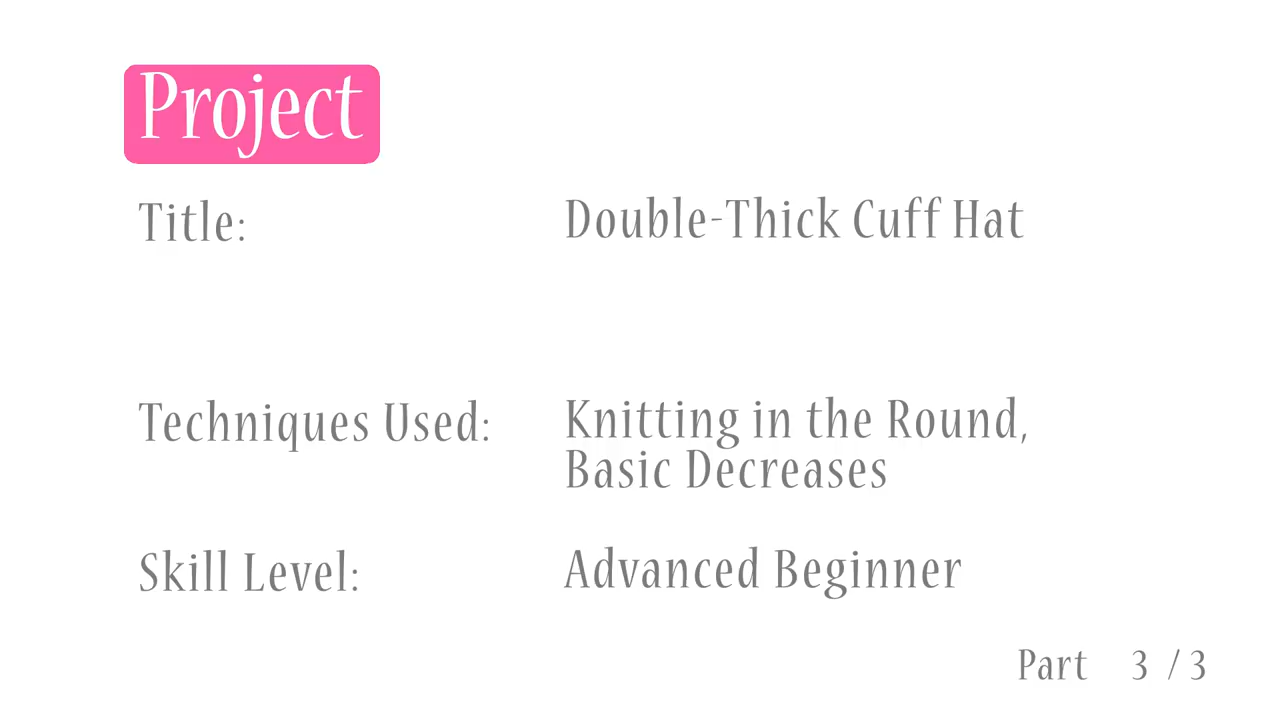 Project
Title: Double-Thick Cuff Hat
Techniques Used: Knitting in the Round,
Basic Decreases
Skill Level: Advanced Beginner
Part 3 / 3